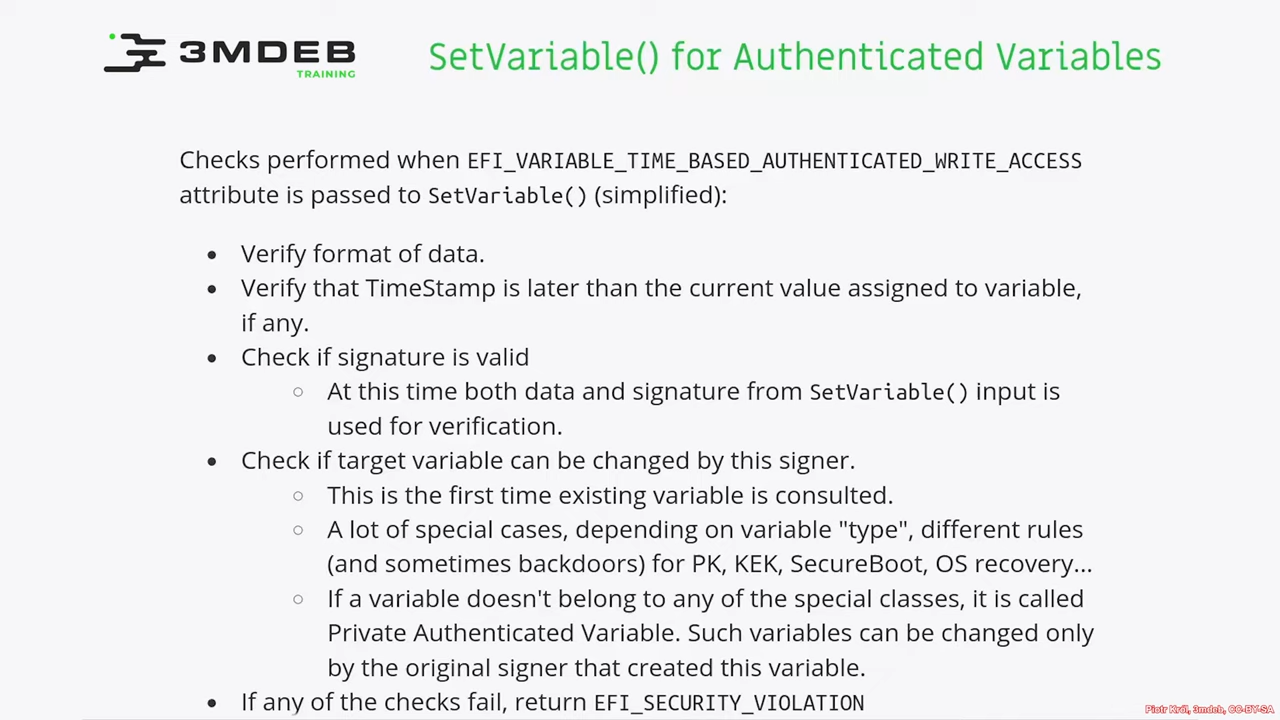 3MDEB
TRAINING
SetVariable() for Authenticated Variables
Checks performed when EFI_VARIABLE_TIME_BASED_AUTHENTICATED_WRITE_ACCESS
attribute is passed to SetVariable() (simplified):
• Verify format of data.
• Verify that TimeStamp is later than the current value assigned to variable,
if any.
• Check if signature is valid
○ At this time both data and signature from SetVariable() input is
used for verification.
• Check if target variable can be changed by this signer.
○ This is the first time existing variable is consulted.
○ A lot of special cases, depending on variable "type", different rules
(and sometimes backdoors) for PK, KEK, SecureBoot, OS recovery...
○ If a variable doesn't belong to any of the special classes, it is called
Private Authenticated Variable. Such variables can be changed only
by the original signer that created this variable.
• If any of the checks fail, return EFI_SECURITY_VIOLATION
Piotr Król, 3mdeb, CC-BY-SA